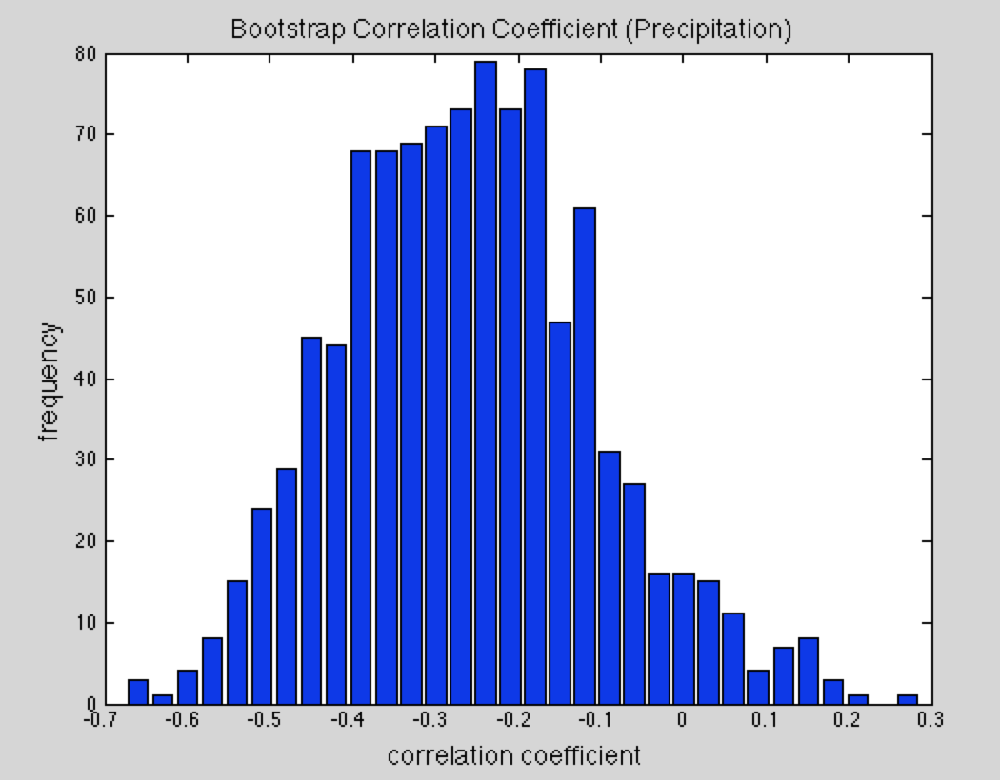 Bootstrap Correlation Coefficient (Precipitation)
80
70
60
50
40
30
20
10
0
frequency
-0.7 -0.6 -0.5 -0.4 -0.3 -0.2 -0.1 0 0.1 0.2 0.3
correlation coefficient